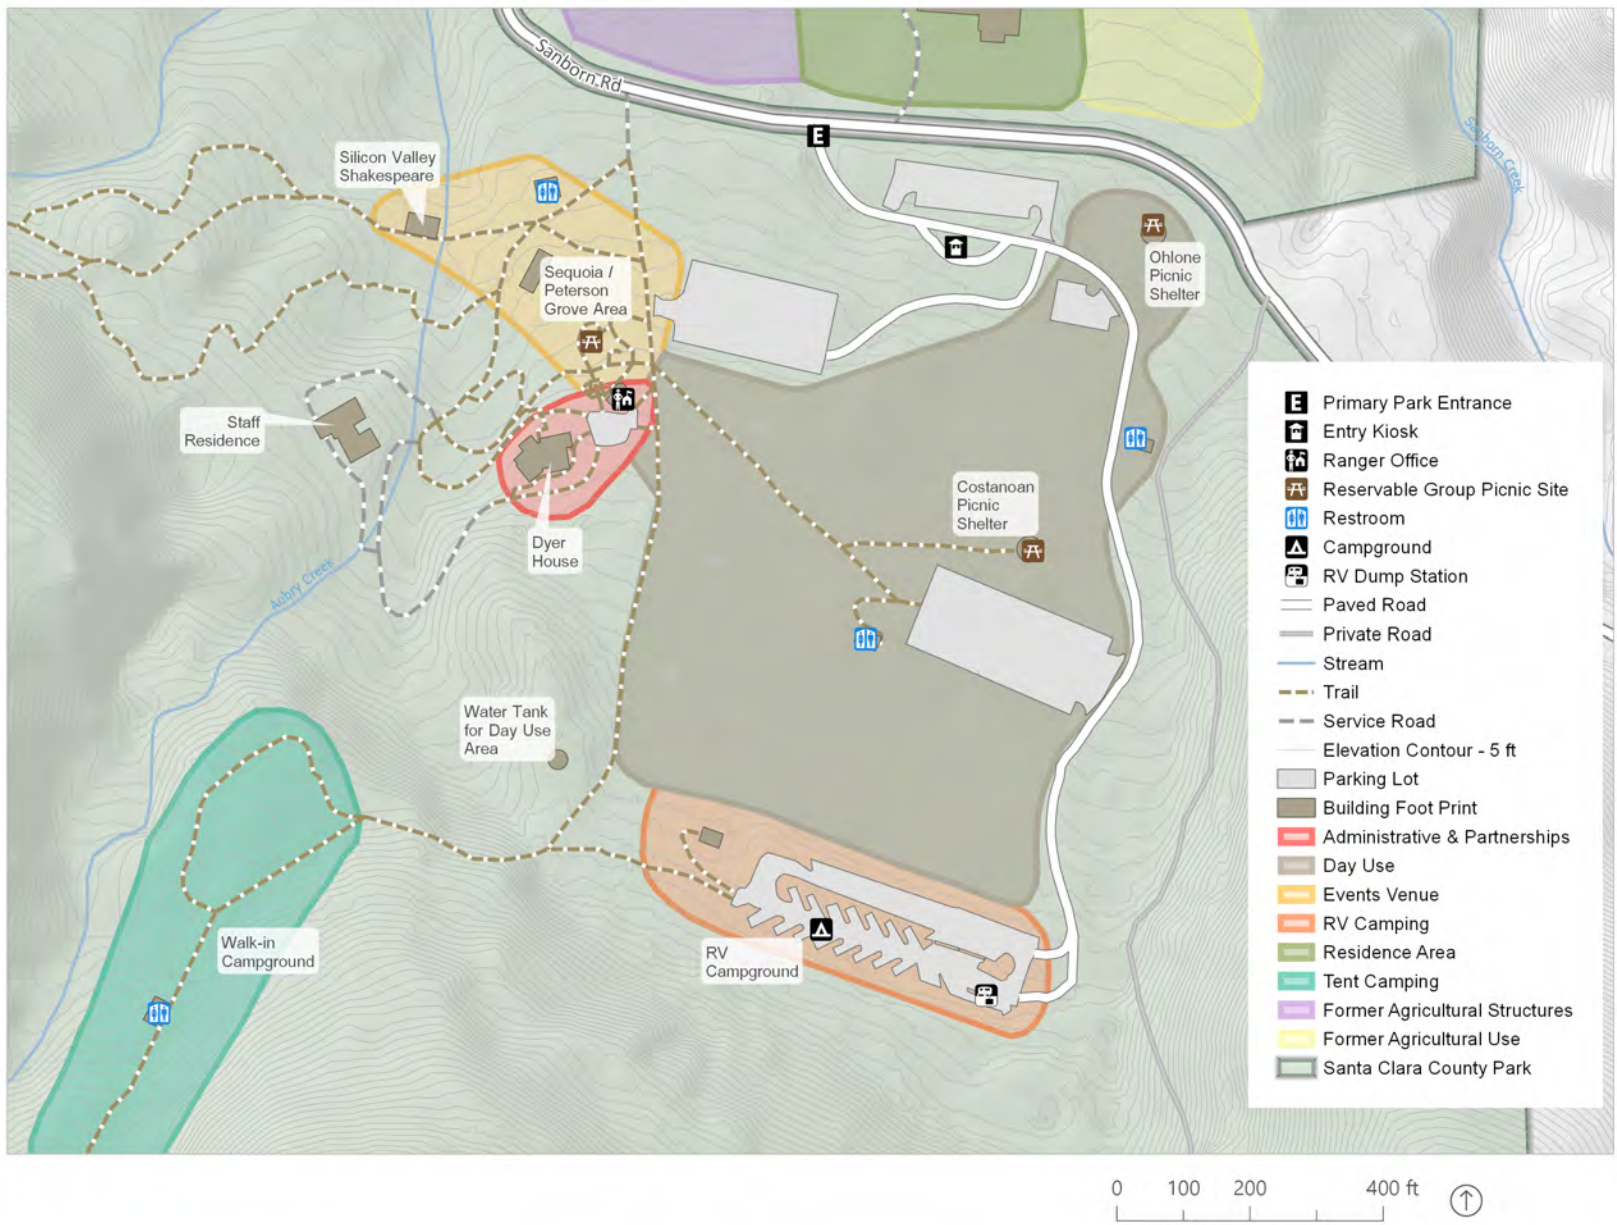 Sanborn Rd
E
Silicon Valley
Shakespeare
Sanborn Creek
Sequoia /
Peterson
Grove Area
Ohlone
Picnic
Shelter
Staff
Residence
Costanoan
Picnic
Shelter
Dyer
House
Aubry Creek
Water Tank
for Day Use
Area
Walk-in
Campground
RV
Campground
E Primary Park Entrance
Entry Kiosk
Ranger Office
Reservable Group Picnic Site
Restroom
Campground
RV Dump Station
Paved Road
Private Road
Stream
Trail
Service Road
Elevation Contour - 5 ft
Parking Lot
Building Foot Print
Administrative & Partnerships
Day Use
Events Venue
RV Camping
Residence Area
Tent Camping
Former Agricultural Structures
Former Agricultural Use
Santa Clara County Park
0 100 200 400 ft